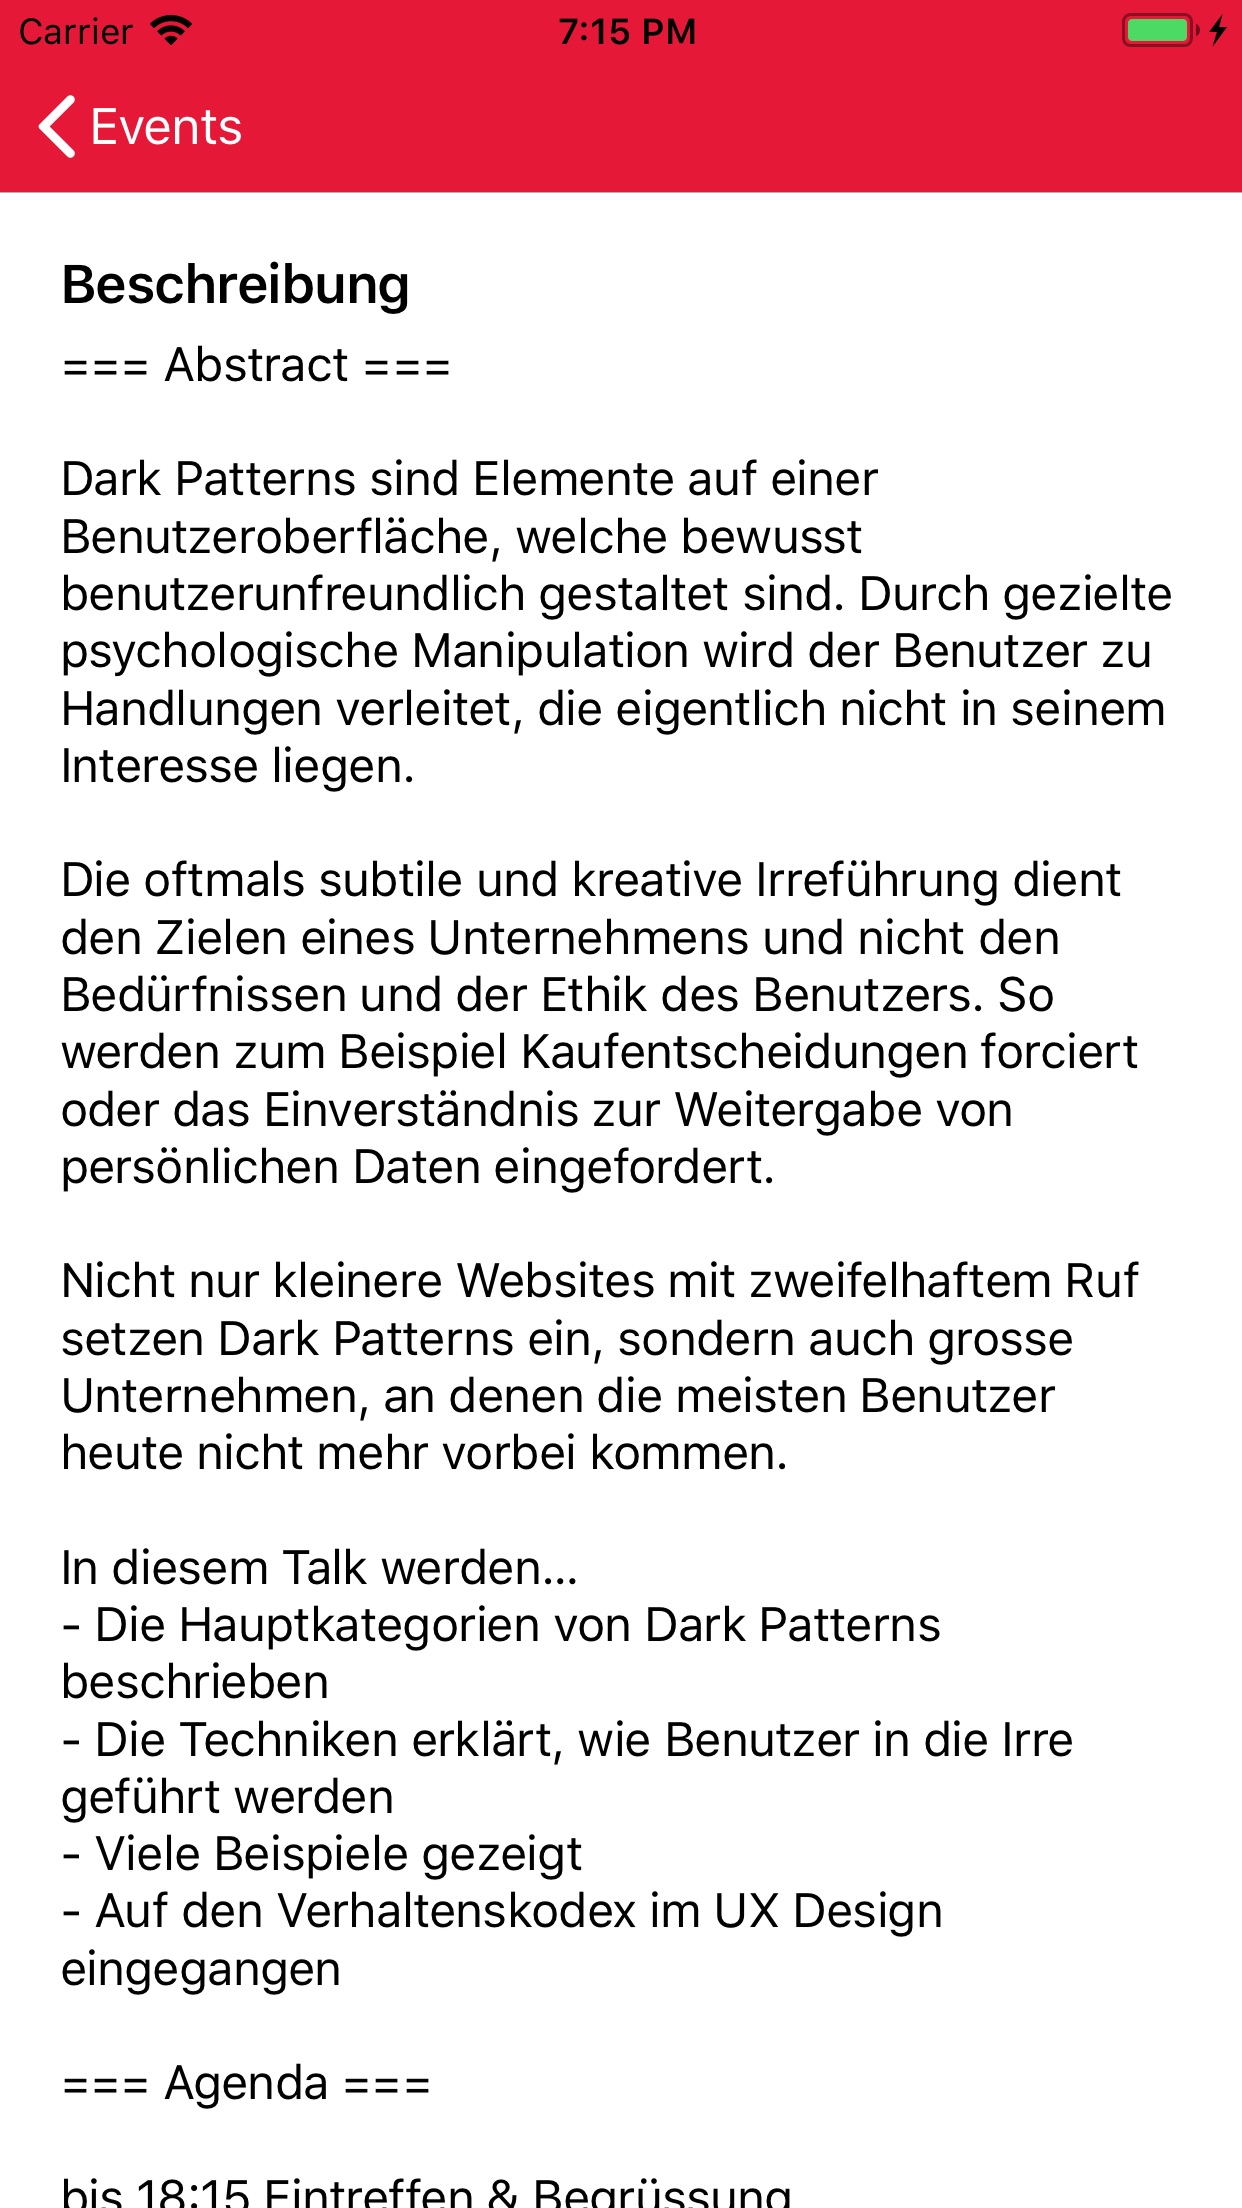 Carrier
7:15 PM
Events
Beschreibung
=== Abstract ===
Dark Patterns sind Elemente auf einer
Benutzeroberfläche, welche bewusst
benutzerunfreundlich gestaltet sind. Durch gezielte
psychologische Manipulation wird der Benutzer zu
Handlungen verleitet, die eigentlich nicht in seinem
Interesse liegen.
Die oftmals subtile und kreative Irreführung dient
den Zielen eines Unternehmens und nicht den
Bedürfnissen und der Ethik des Benutzers. So
werden zum Beispiel Kaufentscheidungen forciert
oder das Einverständnis zur Weitergabe von
persönlichen Daten eingefordert.
Nicht nur kleinere Websites mit zweifelhaftem Ruf
setzen Dark Patterns ein, sondern auch grosse
Unternehmen, an denen die meisten Benutzer
heute nicht mehr vorbei kommen.
In diesem Talk werden...
- Die Hauptkategorien von Dark Patterns
beschrieben
- Die Techniken erklärt, wie Benutzer in die Irre
geführt werden
- Viele Beispiele gezeigt
- Auf den Verhaltenskodex im UX Design
eingegangen
=== Agenda ===
bis 18:15 Eintreffen & Begrüssung